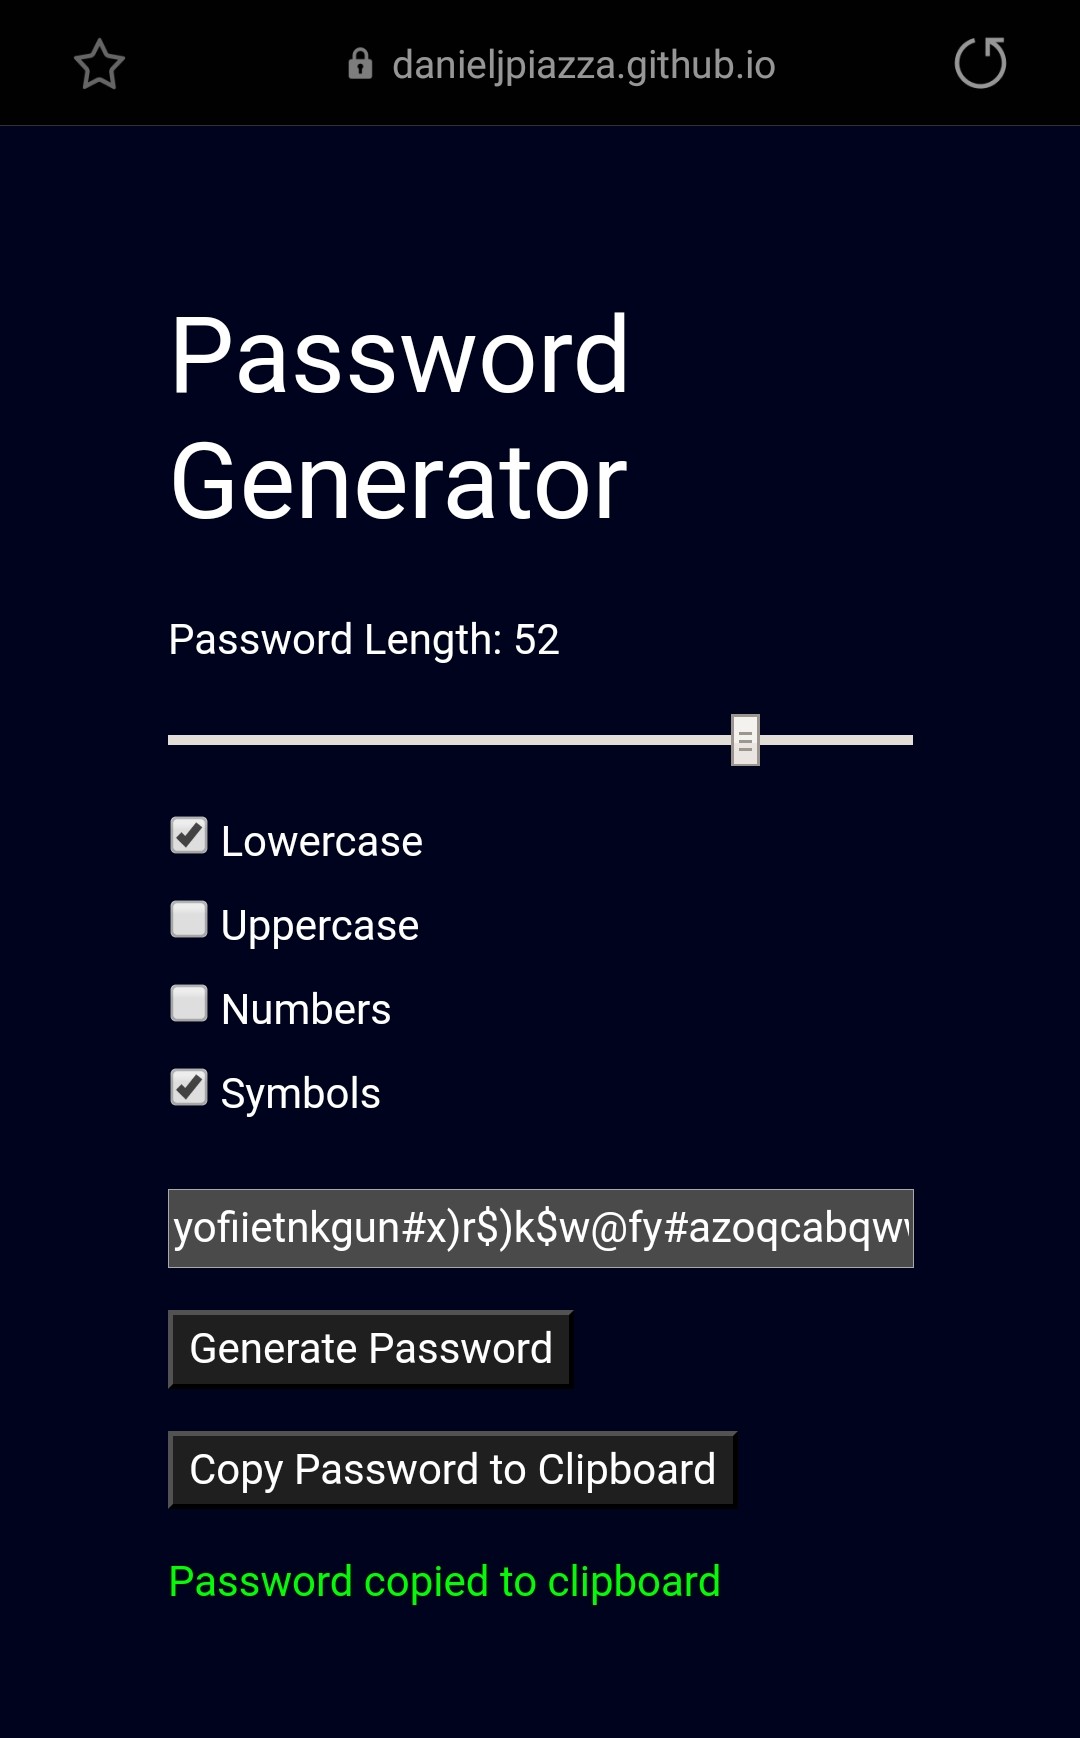 danieljpiazza.github.io
Password
Generator
Password Length: 52
Lowercase
Uppercase
Numbers
Symbols
yofiietnkgun#x)r$)k$w@fy#azoqcabqw
Generate Password
Copy Password to Clipboard
Password copied to clipboard